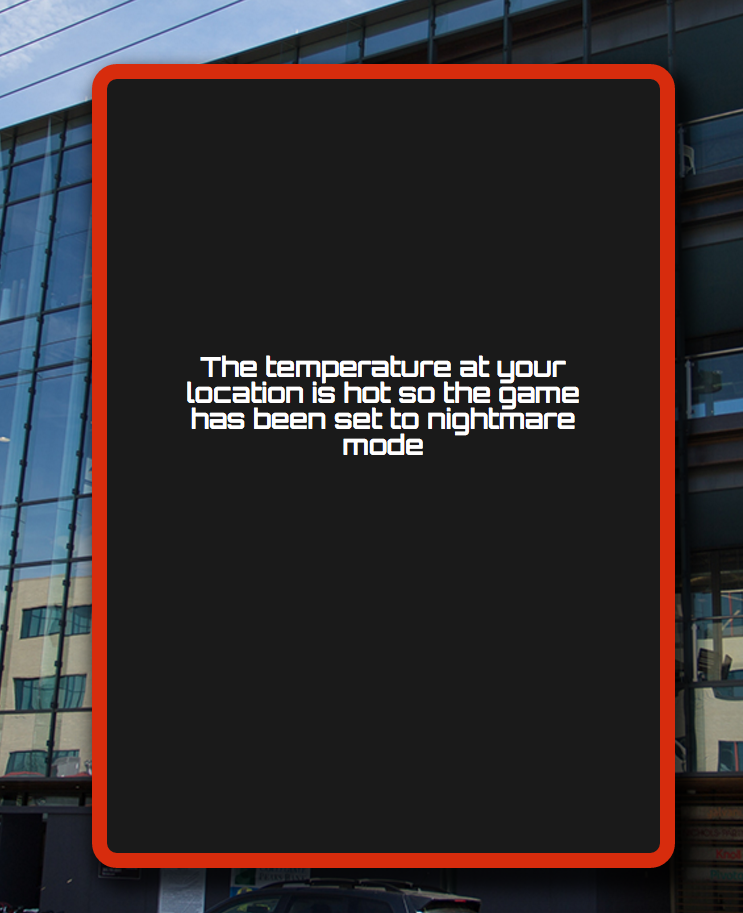 The temperature at your
location is hot so the game
has been set to nightmare
mode